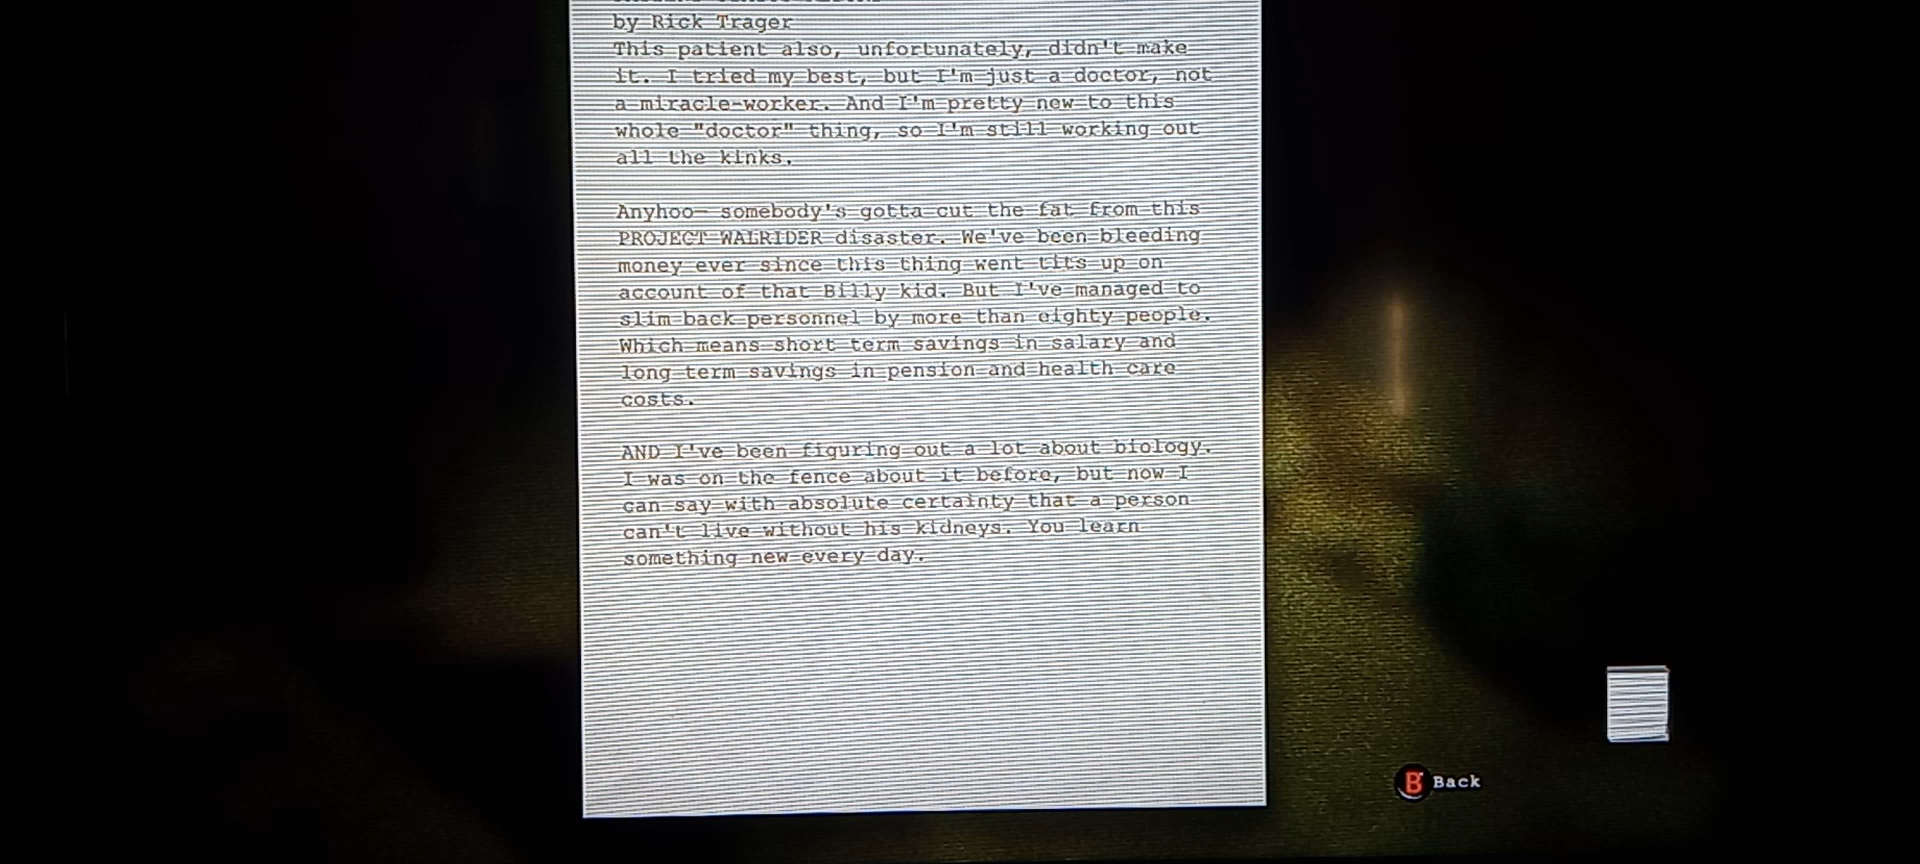 by Rick Trager
This patient also, unfortunately, didn't make
it. I tried my best, but I'm just a doctor, not
a miracle-worker. And I'm pretty new to this
whole "doctor" thing, so I'm still working out
all the kinks.
Anyhoo— somebody's gotta cut the fat from this
PROJECT WALRIDER disaster. We've been bleeding
money ever since this thing went tits up on
account of that Billy kid. But I've managed to
slim back personnel by more than eighty people.
Which means short term savings in salary and
long term savings in pension and health care
costs.
AND I've been figuring out a lot about biology.
I was on the fence about it before, but now I
can say with absolute certainty that a person
can't live without his kidneys. You learn
something new every day.
B Back